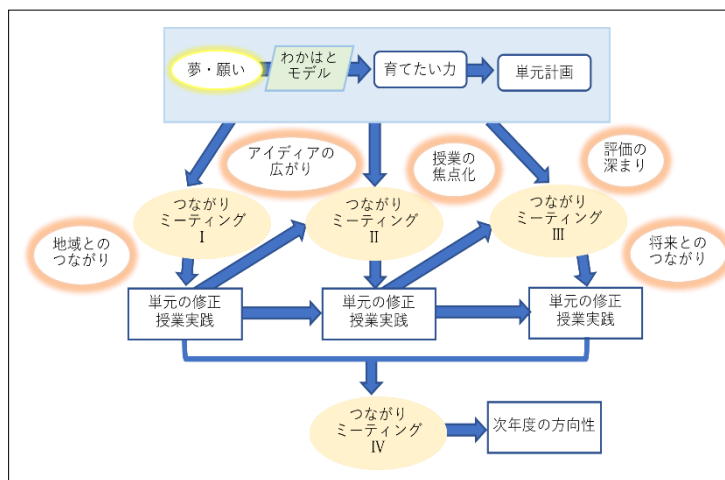 夢・願い
わかはと
モデル
育てたい力
単元計画
アイディアの
広がり
授業の
焦点化
評価の
深まり
つながり
ミーティング
Ⅰ
つながり
ミーティング
Ⅱ
つながり
ミーティング
Ⅲ
地域との
つながり
将来との
つながり
単元の修正
授業実践
単元の修正
授業実践
単元の修正
授業実践
つながり
ミーティング
Ⅳ
次年度の方向性